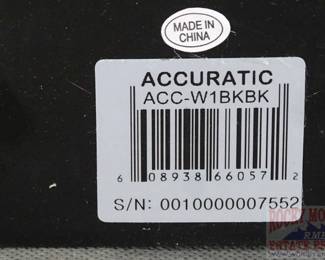 MADE IN
CHINA
ACCURATIC
ACC-W1BKBK
6 08938 66057 2
S/N: 0010000007552